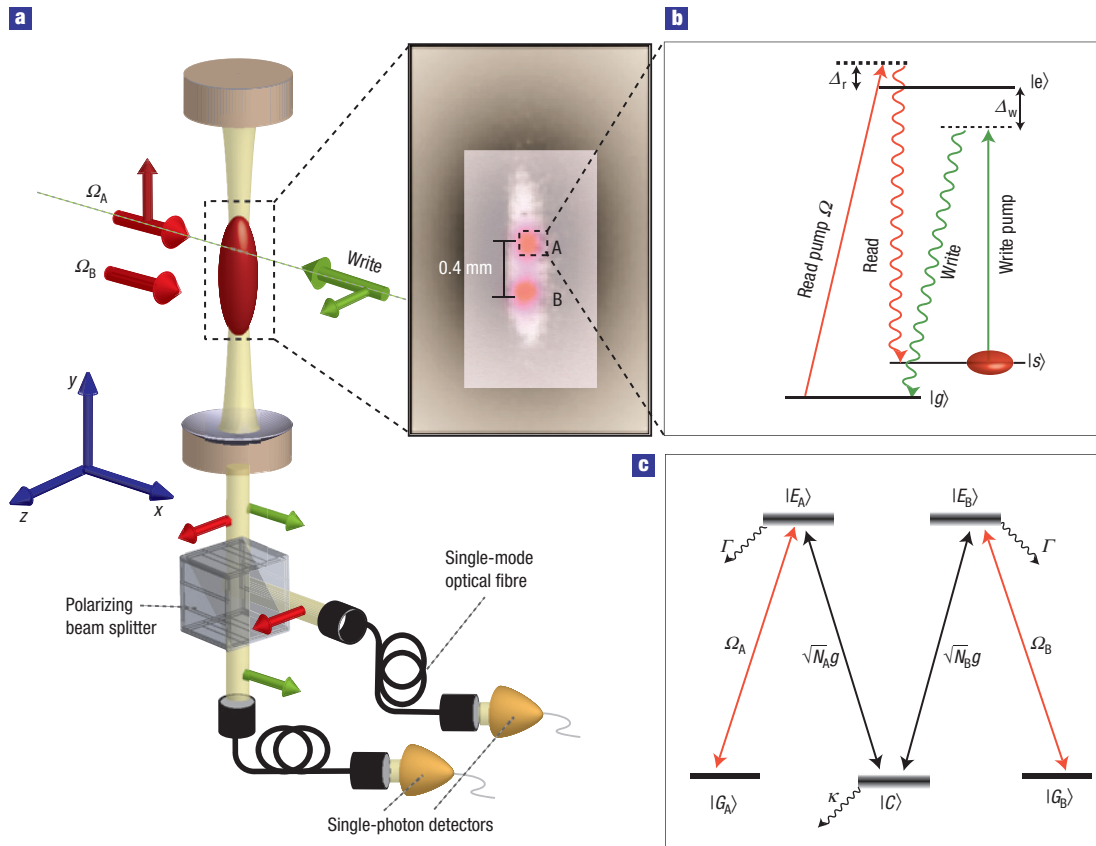 a
Ω_A
Ω_B
Write
0.4 mm
A
B
y
z
x
Polarizing
beam splitter
Single-mode
optical fibre
Single-photon detectors
b
Δ_r
|e⟩
Δ_w
Read pump Ω
Read
Write
Write pump
|s⟩
|g⟩
c
|E_A⟩
|E_B⟩
Γ
Γ
Ω_A
√N_A g
√N_B g
Ω_B
|G_A⟩
κ
|C⟩
|G_B⟩